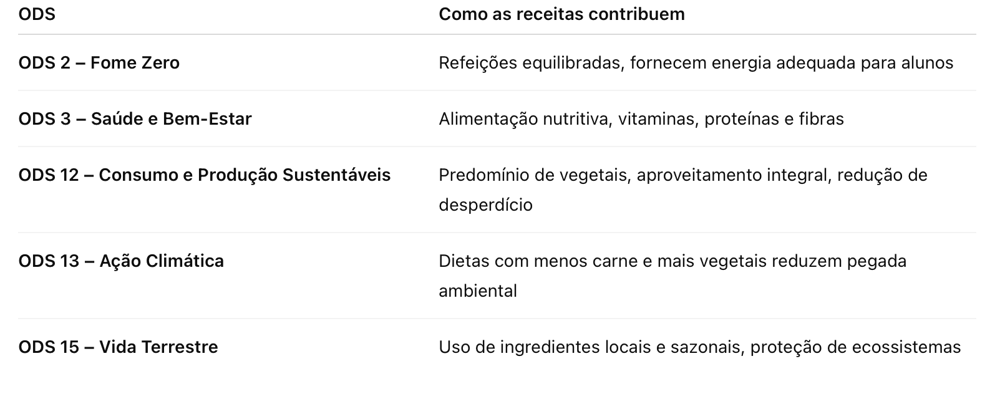 ODS Como as receitas contribuem
ODS 2 – Fome Zero Refeições equilibradas, fornecem energia adequada para alunos
ODS 3 – Saúde e Bem-Estar Alimentação nutritiva, vitaminas, proteínas e fibras
ODS 12 – Consumo e Produção Sustentáveis Predomínio de vegetais, aproveitamento integral, redução de
desperdício
ODS 13 – Ação Climática Dietas com menos carne e mais vegetais reduzem pegada
ambiental
ODS 15 – Vida Terrestre Uso de ingredientes locais e sazonais, proteção de ecossistemas